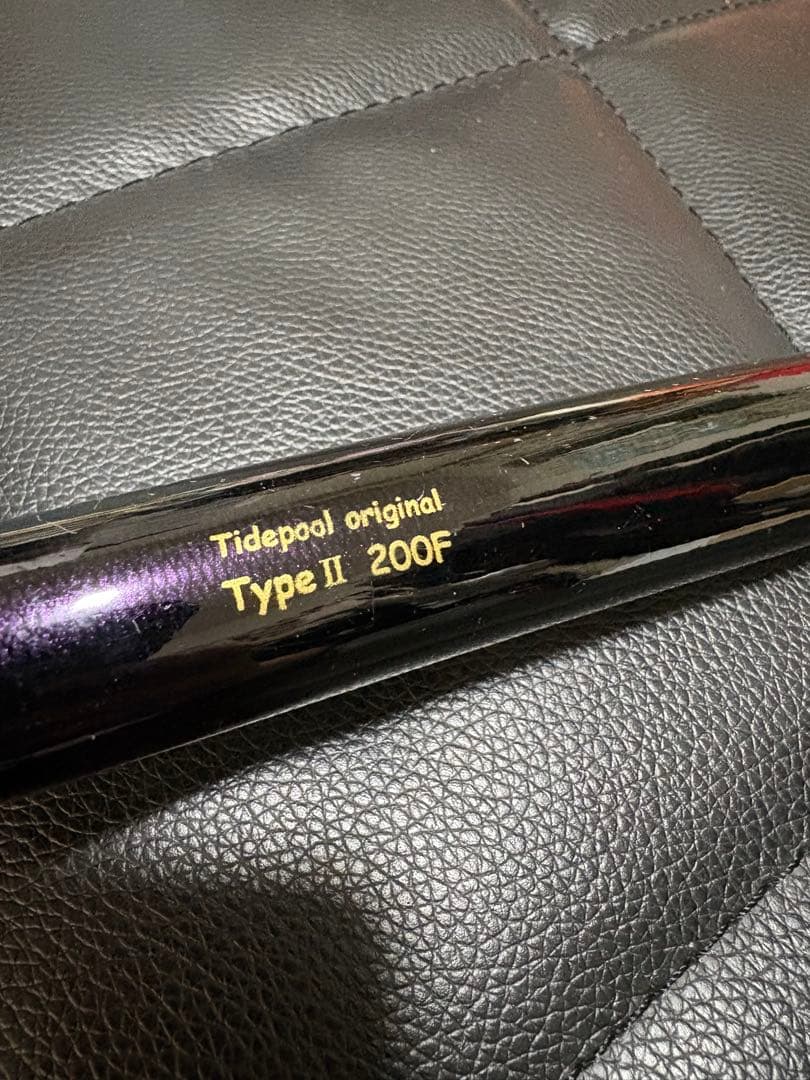 Tidepool original
Type Ⅱ 200F